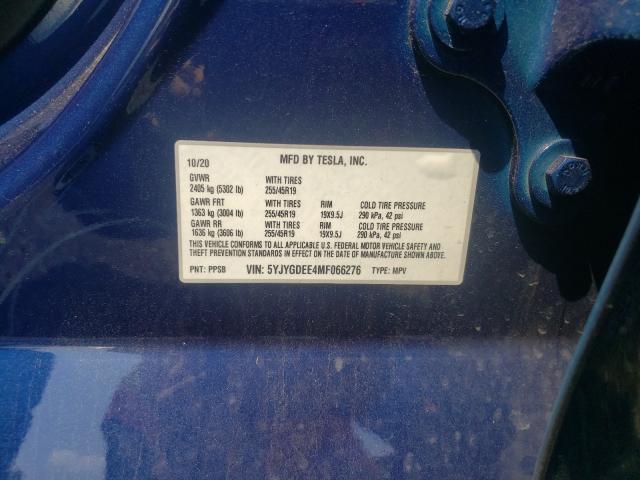 10/20 MFD BY TESLA, INC.
GVWR WITH TIRES
2405 kg (5302 lb) 255/45R19
GAWR FRT WITH TIRES RIM COLD TIRE PRESSURE
1363 kg (3004 lb) 255/45R19 19X9.5J 290 kPa, 42 psi
GAWR RR WITH TIRES RIM COLD TIRE PRESSURE
1636 kg (3606 lb) 255/45R19 19X9.5J 290 kPa, 42 psi
THIS VEHICLE CONFORMS TO ALL APPLICABLE U.S. FEDERAL MOTOR VEHICLE SAFETY AND
THEFT PREVENTION STANDARDS IN EFFECT ON THE DATE OF MANUFACTURE SHOWN ABOVE.
PNT: PPSB VIN: 5YJYGDEE4MF066276 TYPE: MPV